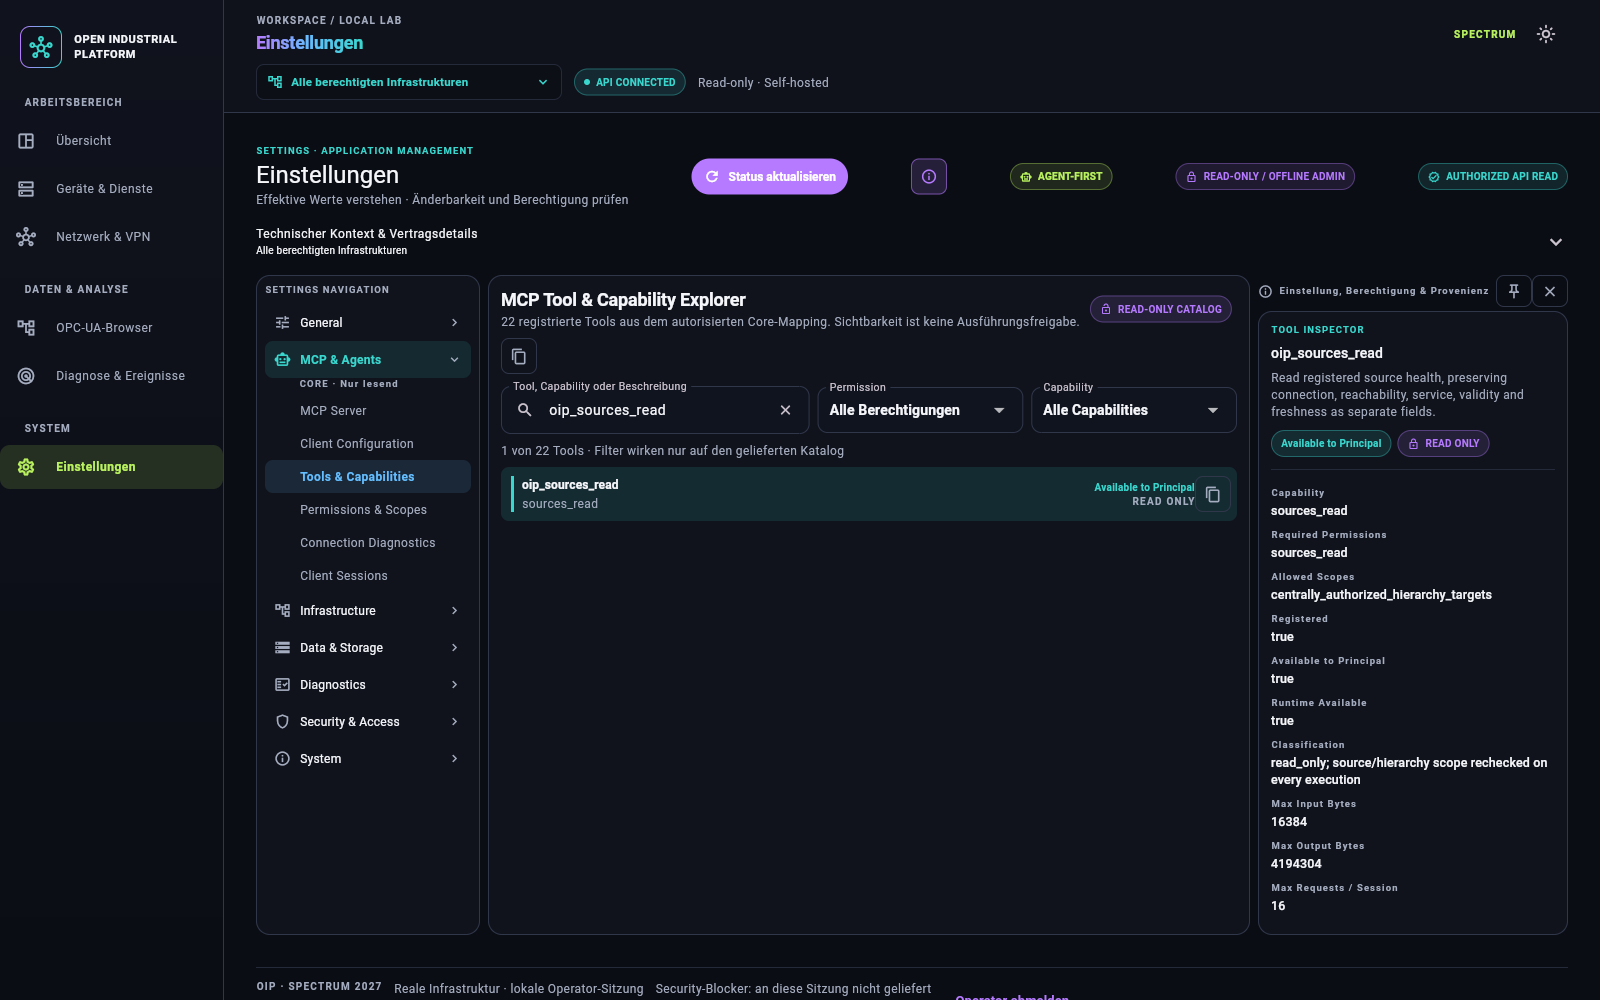 OPEN INDUSTRIAL
PLATFORM
ARBEITSBEREICH
Übersicht
Geräte & Dienste
Netzwerk & VPN
DATEN & ANALYSE
OPC-UA-Browser
Diagnose & Ereignisse
SYSTEM
Einstellungen
WORKSPACE / LOCAL LAB
Einstellungen
SPECTRUM
Alle berechtigten Infrastrukturen
API CONNECTED
Read-only · Self-hosted
SETTINGS · APPLICATION MANAGEMENT
Einstellungen
Effektive Werte verstehen · Änderbarkeit und Berechtigung prüfen
Status aktualisieren
AGENT-FIRST
READ-ONLY / OFFLINE ADMIN
AUTHORIZED API READ
Technischer Kontext & Vertragsdetails
Alle berechtigten Infrastrukturen
SETTINGS NAVIGATION
General
MCP & Agents
CORE · Nur lesend
MCP Server
Client Configuration
Tools & Capabilities
Permissions & Scopes
Connection Diagnostics
Client Sessions
Infrastructure
Data & Storage
Diagnostics
Security & Access
System
MCP Tool & Capability Explorer
22 registrierte Tools aus dem autorisierten Core-Mapping. Sichtbarkeit ist keine Ausführungsfreigabe.
READ-ONLY CATALOG
Tool, Capability oder Beschreibung
oip_sources_read
Permission
Alle Berechtigungen
Capability
Alle Capabilities
1 von 22 Tools · Filter wirken nur auf den gelieferten Katalog
oip_sources_read
sources_read
Available to Principal
READ ONLY
Einstellung, Berechtigung & Provenienz
TOOL INSPECTOR
oip_sources_read
Read registered source health, preserving
connection, reachability, service, validity and
freshness as separate fields.
Available to Principal
READ ONLY
Capability
sources_read
Required Permissions
sources_read
Allowed Scopes
centrally_authorized_hierarchy_targets
Registered
true
Available to Principal
true
Runtime Available
true
Classification
read_only; source/hierarchy scope rechecked on
every execution
Max Input Bytes
16384
Max Output Bytes
4194304
Max Requests / Session
16
OIP · SPECTRUM 2027
Reale Infrastruktur · lokale Operator-Sitzung
Security-Blocker: an diese Sitzung nicht geliefert
Operator abmelden